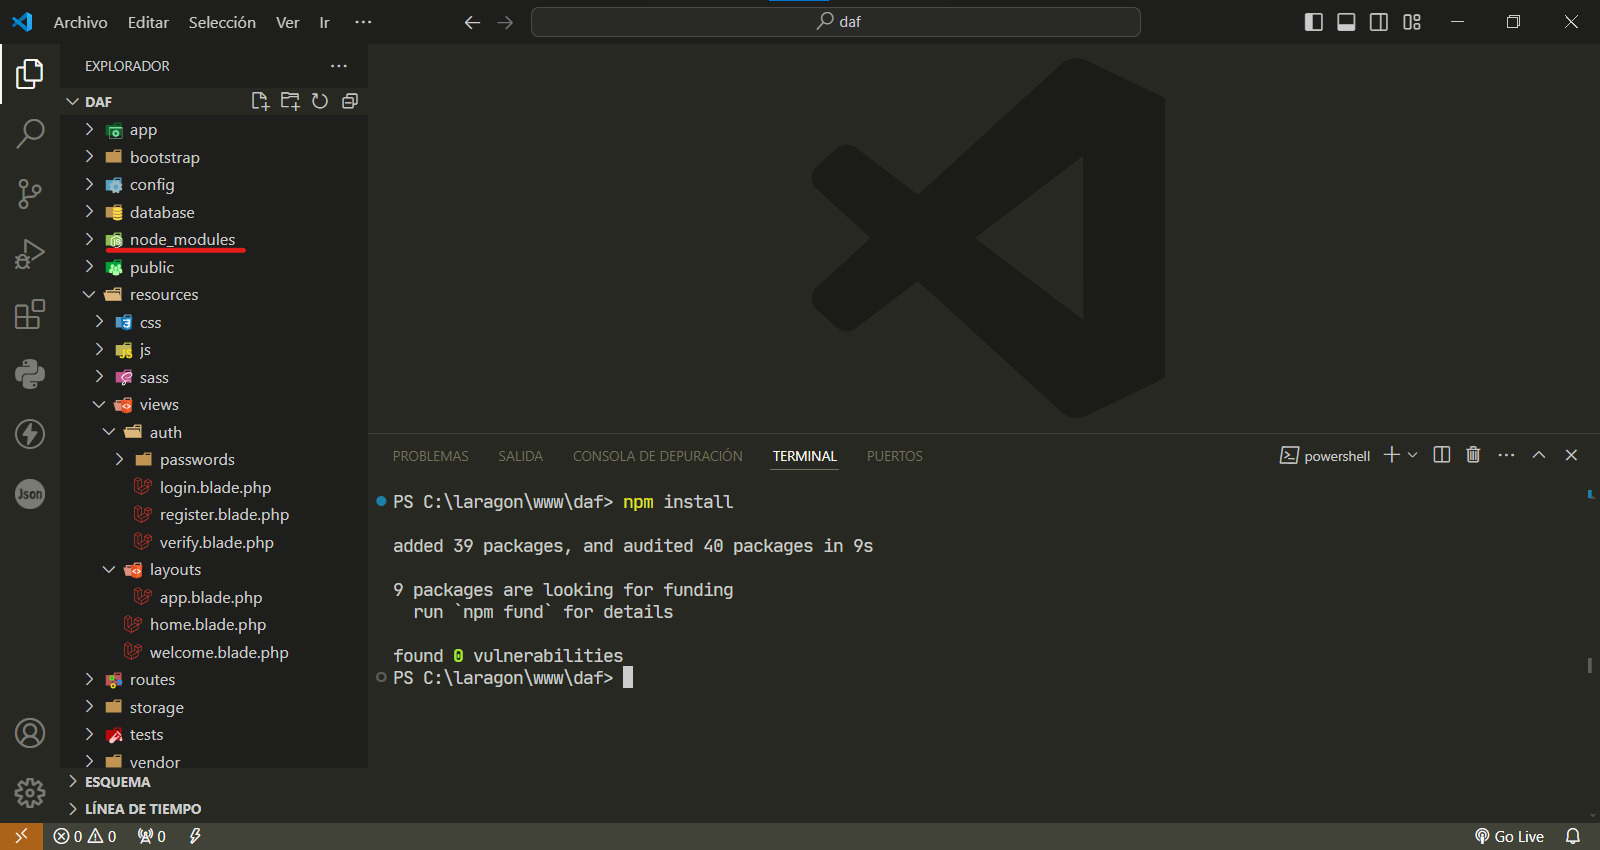 Archivo Editar Selección Ver Ir ...
daf
EXPLORADOR
DAF
app
bootstrap
config
database
node_modules
public
resources
css
js
sass
views
auth
passwords
login.blade.php
register.blade.php
verify.blade.php
layouts
app.blade.php
home.blade.php
welcome.blade.php
routes
storage
tests
vendor
ESQUEMA
LÍNEA DE TIEMPO
Json
PROBLEMAS SALIDA CONSOLA DE DEPURACIÓN TERMINAL PUERTOS
powershell
PS C:\laragon\www\daf> npm install
added 39 packages, and audited 40 packages in 9s
9 packages are looking for funding
run `npm fund` for details
found 0 vulnerabilities
PS C:\laragon\www\daf>
0 0 0
Go Live